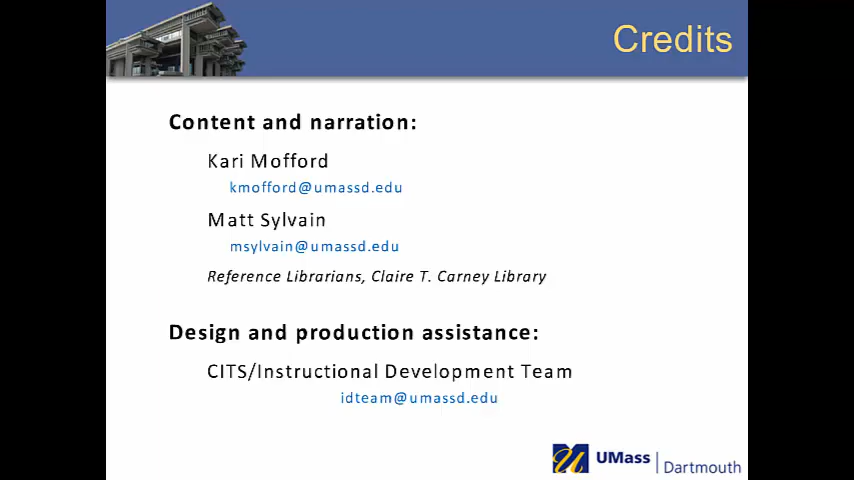 Credits
Content and narration:
Kari Mofford
kmofford@umassd.edu
Matt Sylvain
msylvain@umassd.edu
Reference Librarians, Claire T. Carney Library
Design and production assistance:
CITS/Instructional Development Team
idteam@umassd.edu
UMass | Dartmouth